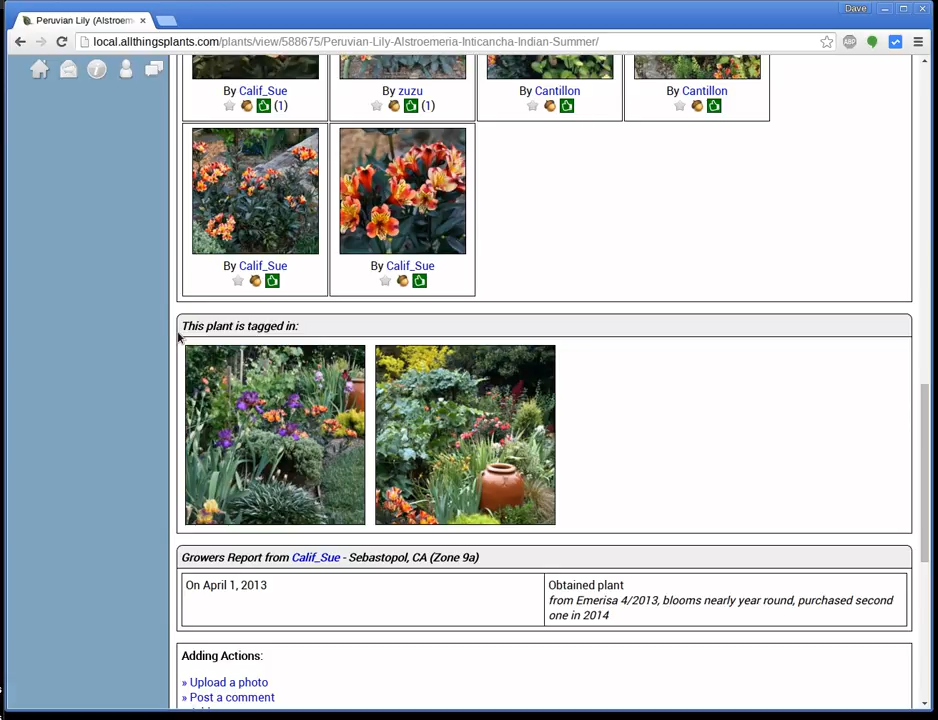 Dave
Peruvian Lily (Alstroem
local.allthingsplants.com/plants/view/588675/Peruvian-Lily-Alstroemeria-Inticancha-Indian-Summer/
ABP
By Calif_Sue
(1)
By zuzu
(1)
By Cantillon
By Cantillon
By Calif_Sue
By Calif_Sue
This plant is tagged in:
Growers Report from Calif_Sue - Sebastopol, CA (Zone 9a)
On April 1, 2013
Obtained plant
from Emerisa 4/2013, blooms nearly year round, purchased second
one in 2014
Adding Actions:
» Upload a photo
» Post a comment